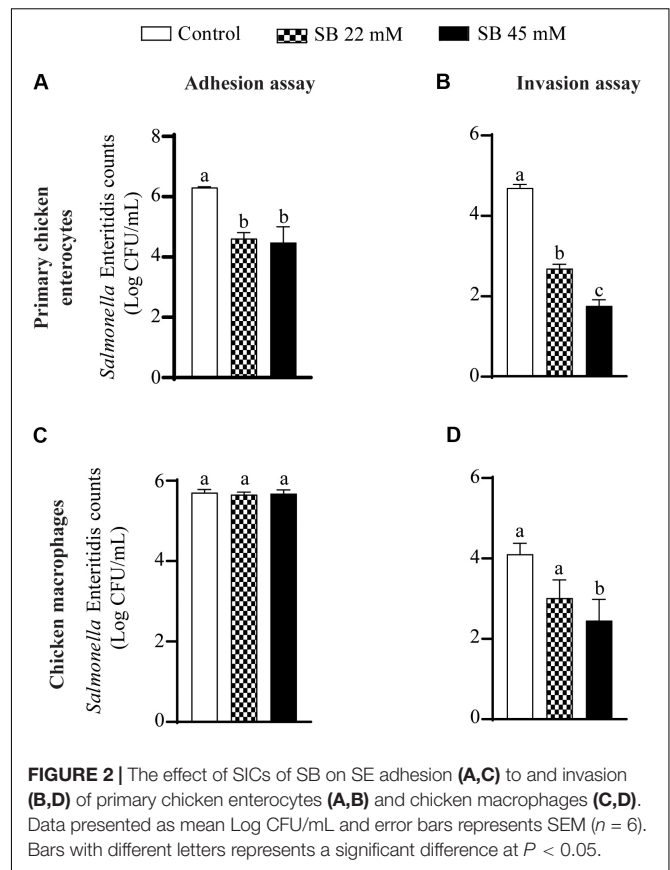 Control SB 22 mM SB 45 mM
A Adhesion assay B Invasion assay
Primary chicken
enterocytes
Salmonella Enteritidis counts
(Log CFU/mL)
8
6
4
2
0
a
b
b
6
4
2
0
a
b
c
C D
Chicken macrophages
Salmonella Enteritidis counts
(Log CFU/mL)
6
4
2
0
a a a
6
4
2
0
a
a
b
FIGURE 2 | The effect of SICs of SB on SE adhesion (A,C) to and invasion
(B,D) of primary chicken enterocytes (A,B) and chicken macrophages (C,D).
Data presented as mean Log CFU/mL and error bars represents SEM (n = 6).
Bars with different letters represents a significant difference at P < 0.05.